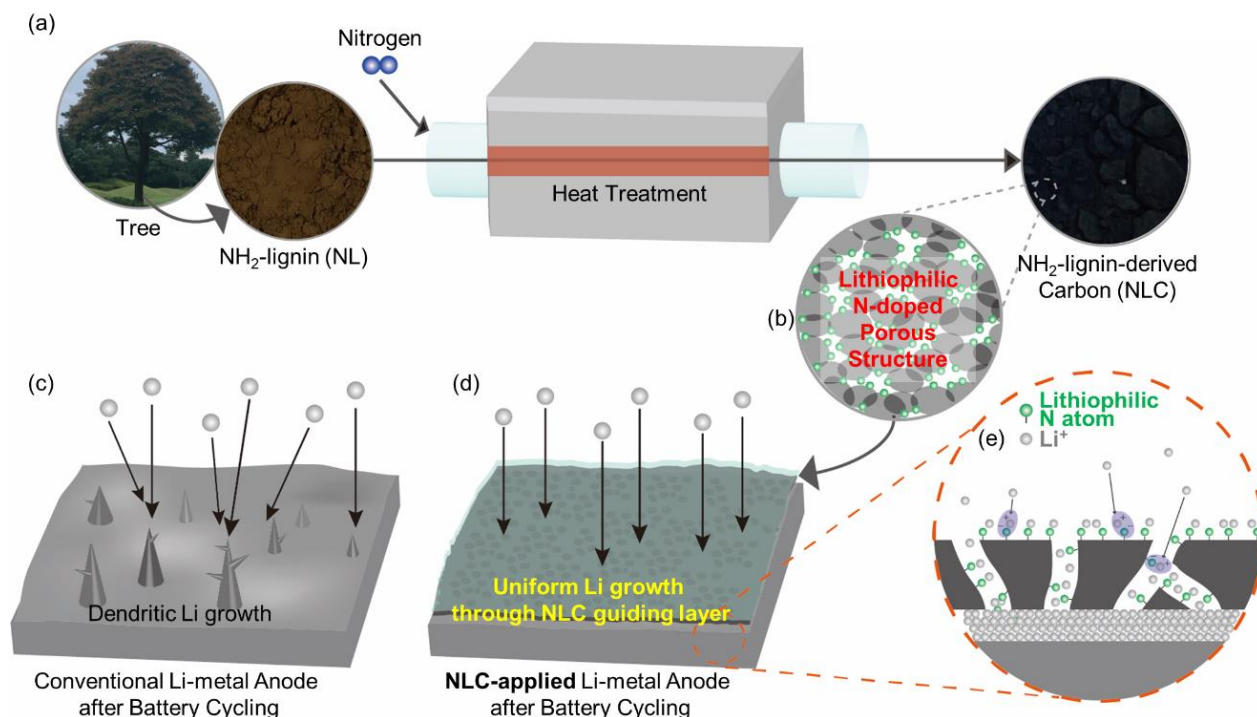 (a)
Nitrogen
Heat Treatment
Tree
NH₂-lignin (NL)
NH₂-lignin-derived
Carbon (NLC)
(b)
Lithiophilic
N-doped
Porous
Structure
(c)
Dendritic Li growth
Conventional Li-metal Anode
after Battery Cycling
(d)
Uniform Li growth
through NLC guiding layer
NLC-applied Li-metal Anode
after Battery Cycling
(e)
Lithiophilic
N atom
Li⁺